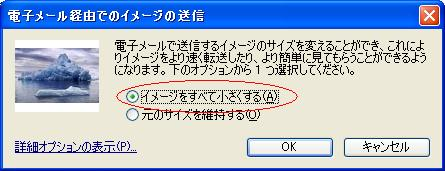 電子メール経由でのイメージの送信
電子メールで送信するイメージのサイズを変えることができ、これによ
りイメージをより速く転送したり、より簡単に見てもらうことができるよう
になります。下のオプションから 1 つ選択してください。
イメージをすべて小さくする(A)
元のサイズを維持する(O)
詳細オプションの表示(P)...
OK
キャンセル